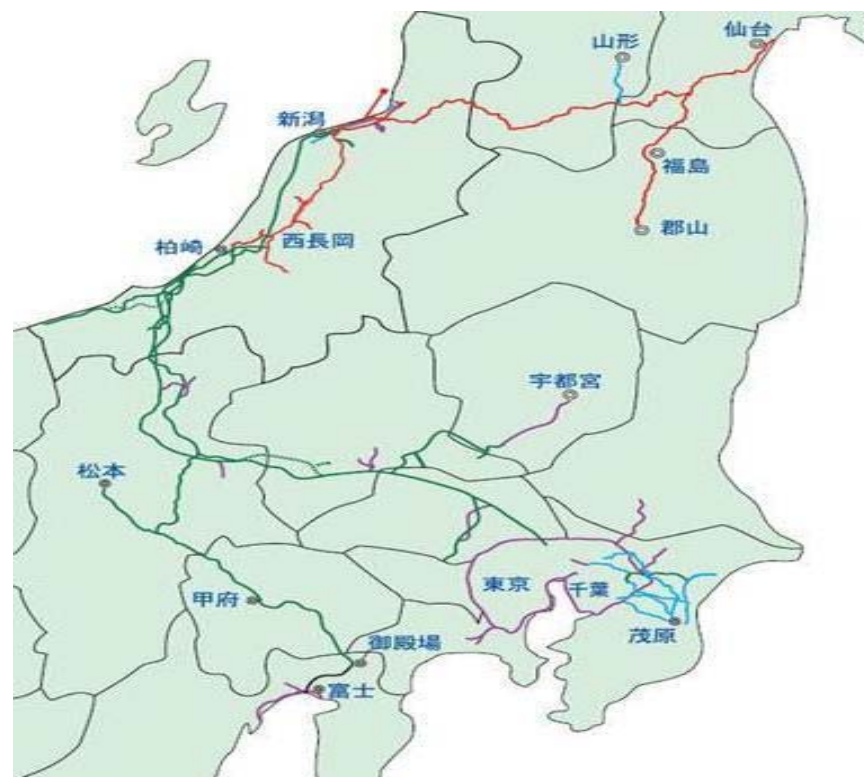 仙台
山形
新潟
福島
郡山
柏崎
西長岡
宇都宮
松本
東京
千葉
甲府
茂原
御殿場
富士